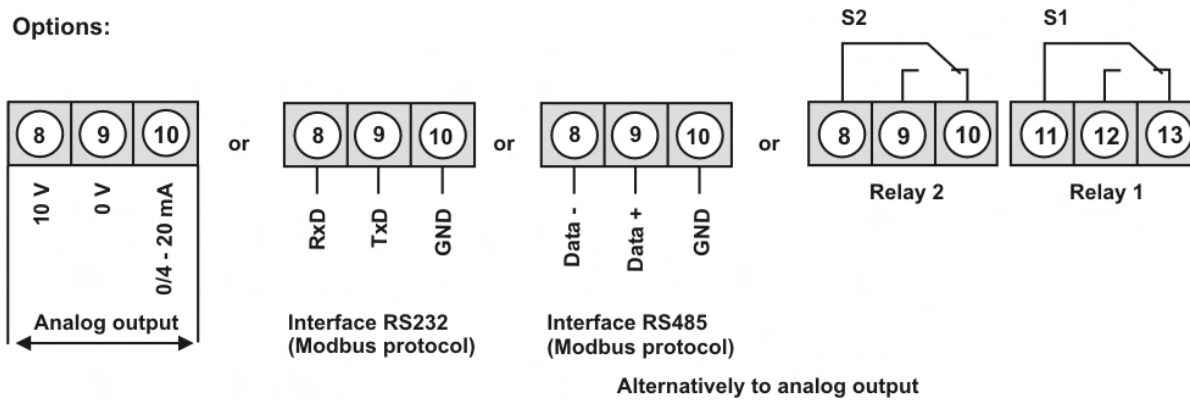 Options:
S2 S1
8 9 10 or 8 9 10 or 8 9 10 or 8 9 10 11 12 13
10 V 0 V 0/4 - 20 mA RxD TxD GND Data - Data + GND Relay 2 Relay 1
Analog output Interface RS232 Interface RS485
(Modbus protocol) (Modbus protocol)
Alternatively to analog output